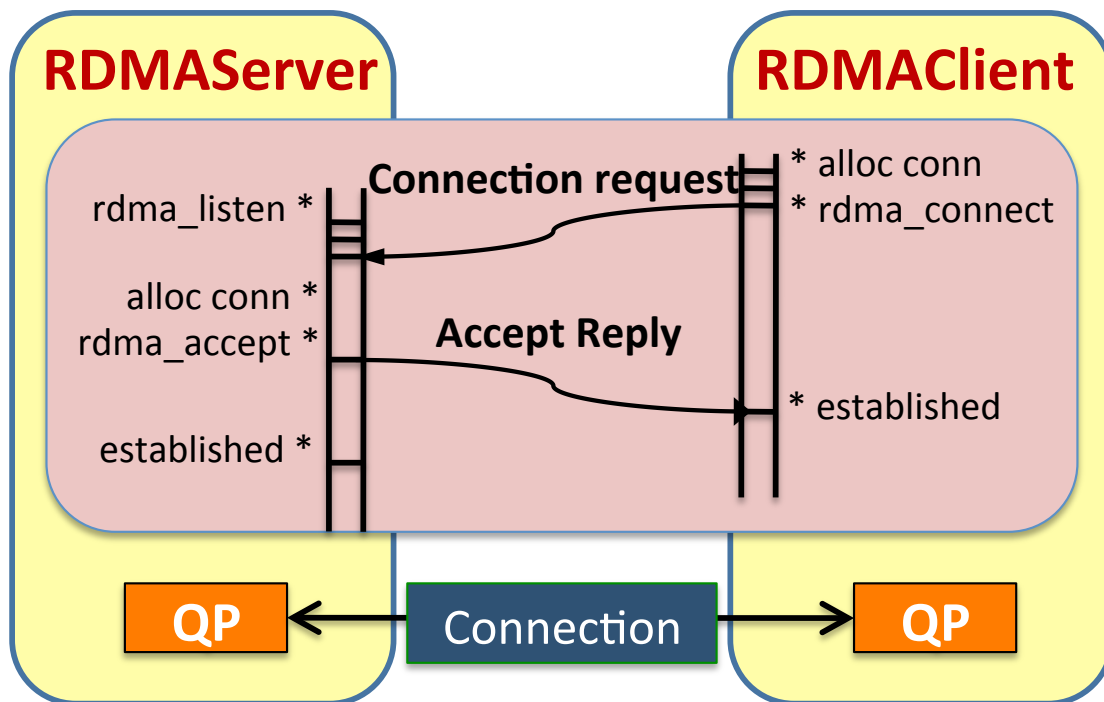 RDMAServer
RDMAClient
Connection request
* alloc conn
rdma_listen *
* rdma_connect
alloc conn *
rdma_accept *
Accept Reply
* established
established *
QP
Connection
QP